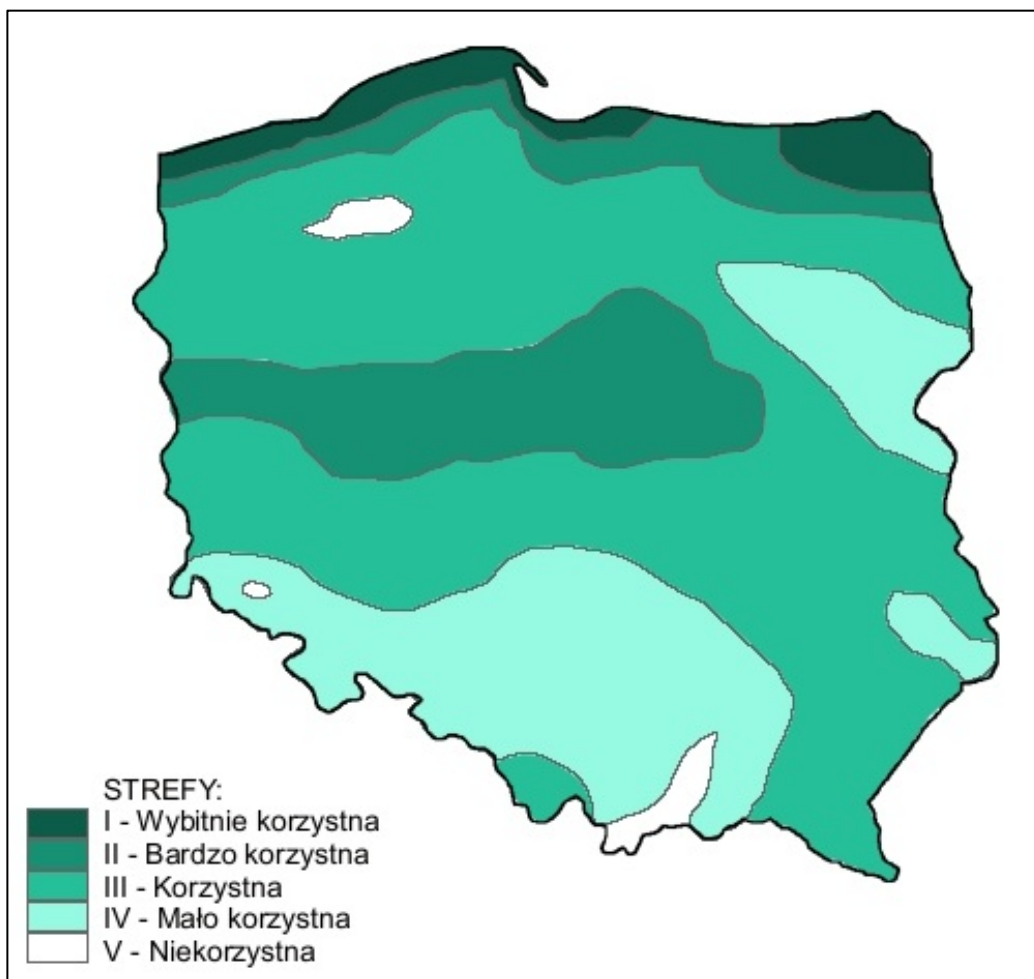 STREFY:
I - Wybitnie korzystna
II - Bardzo korzystna
III - Korzystna
IV - Mało korzystna
V - Niekorzystna